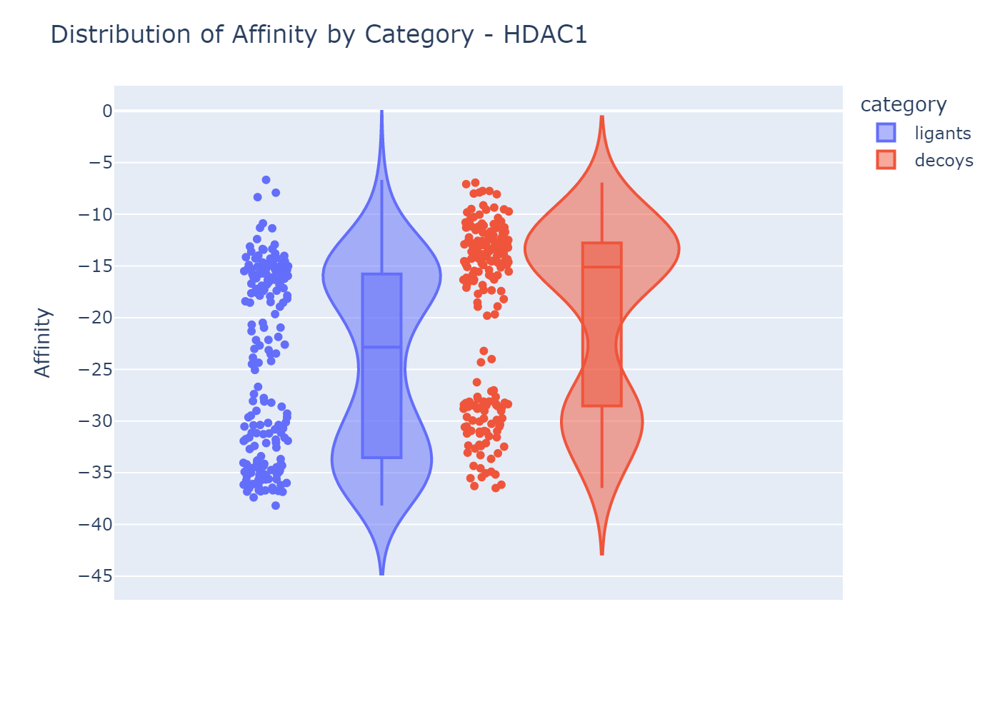 Distribution of Affinity by Category - HDAC1
category
ligants
decoys
Affinity
0
−5
−10
−15
−20
−25
−30
−35
−40
−45